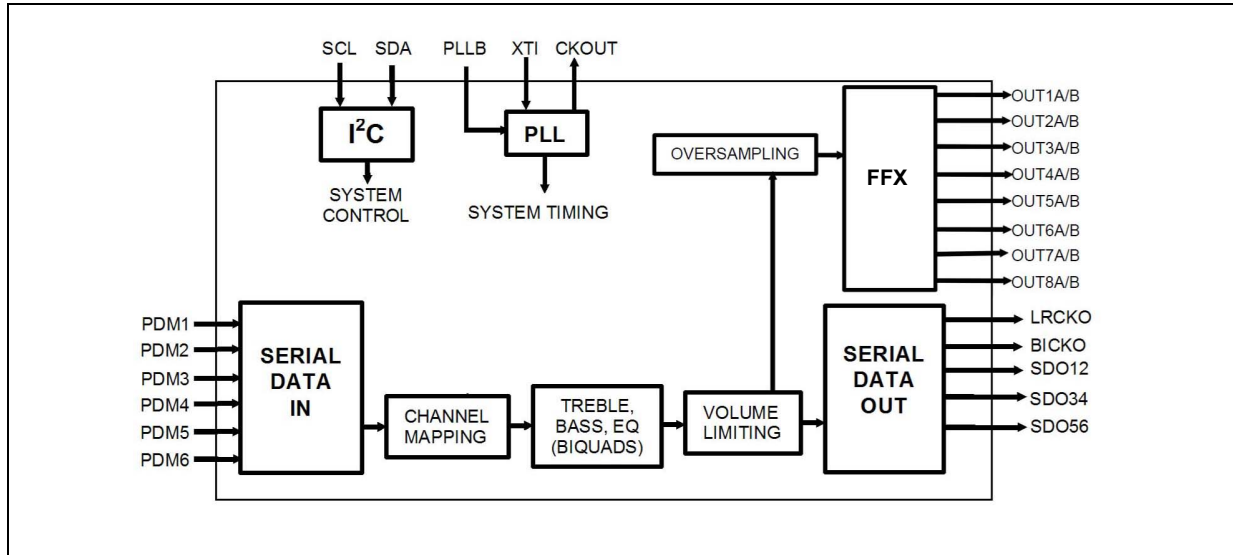 SCL SDA PLLB XTI CKOUT
I²C
PLL
SYSTEM
CONTROL
SYSTEM TIMING
OVERSAMPLING
FFX
OUT1A/B
OUT2A/B
OUT3A/B
OUT4A/B
OUT5A/B
OUT6A/B
OUT7A/B
OUT8A/B
PDM1
PDM2
PDM3
PDM4
PDM5
PDM6
SERIAL
DATA
IN
CHANNEL
MAPPING
TREBLE,
BASS, EQ
(BIQUADS)
VOLUME
LIMITING
SERIAL
DATA
OUT
LRCKO
BICKO
SDO12
SDO34
SDO56